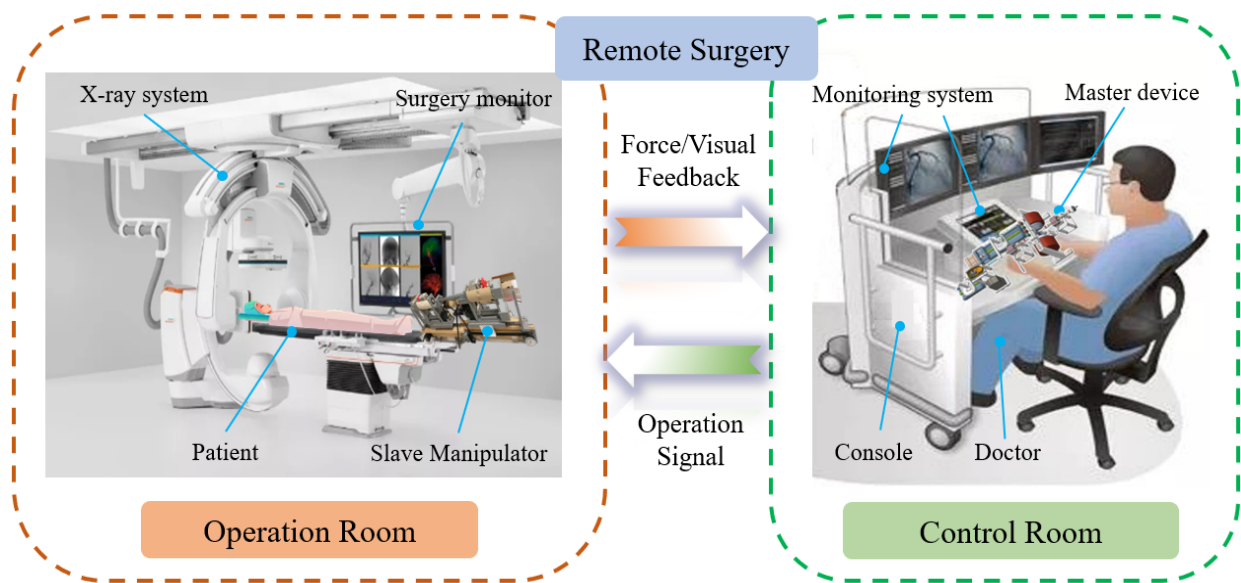 Remote Surgery
X-ray system
Surgery monitor
Patient
Slave Manipulator
Operation Room
Force/Visual
Feedback
Operation
Signal
Monitoring system
Master device
Console
Doctor
Control Room